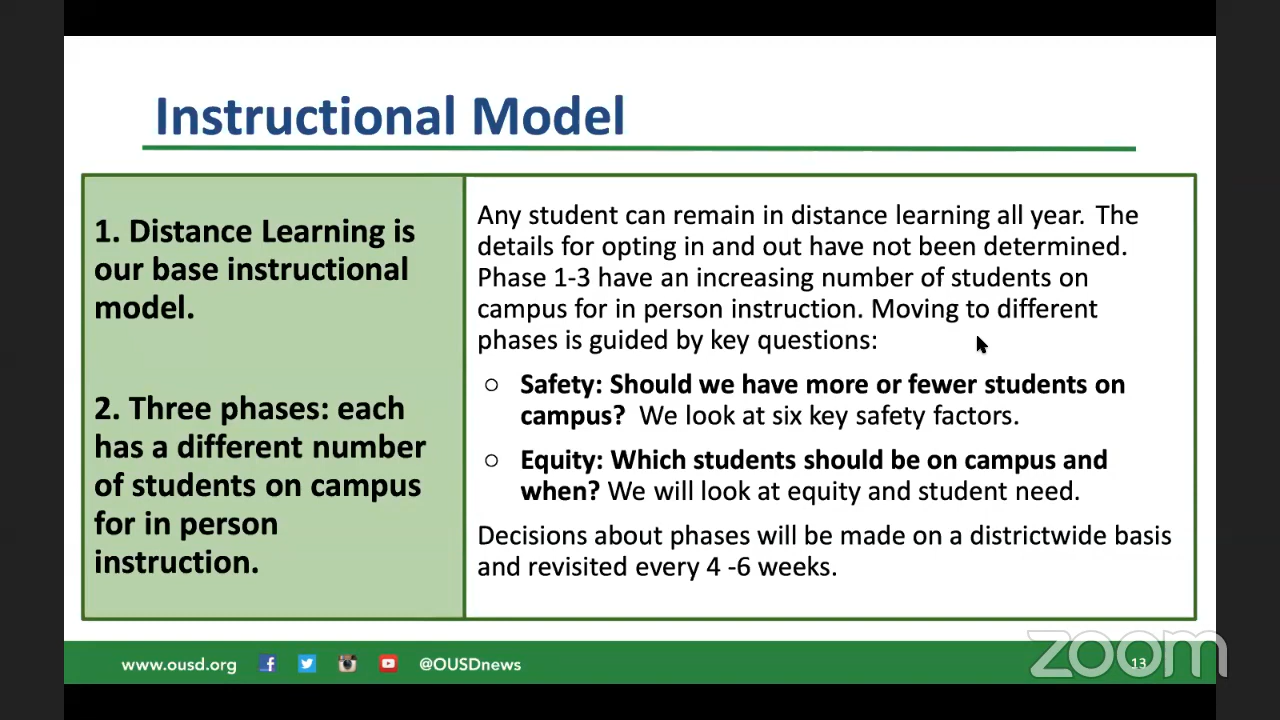 Instructional Model
1. Distance Learning is
our base instructional
model.
2. Three phases: each
has a different number
of students on campus
for in person
instruction.
Any student can remain in distance learning all year. The
details for opting in and out have not been determined.
Phase 1-3 have an increasing number of students on
campus for in person instruction. Moving to different
phases is guided by key questions:
○ Safety: Should we have more or fewer students on
campus? We look at six key safety factors.
○ Equity: Which students should be on campus and
when? We will look at equity and student need.
Decisions about phases will be made on a districtwide basis
and revisited every 4 -6 weeks.
www.ousd.org @OUSDnews
13
zoom